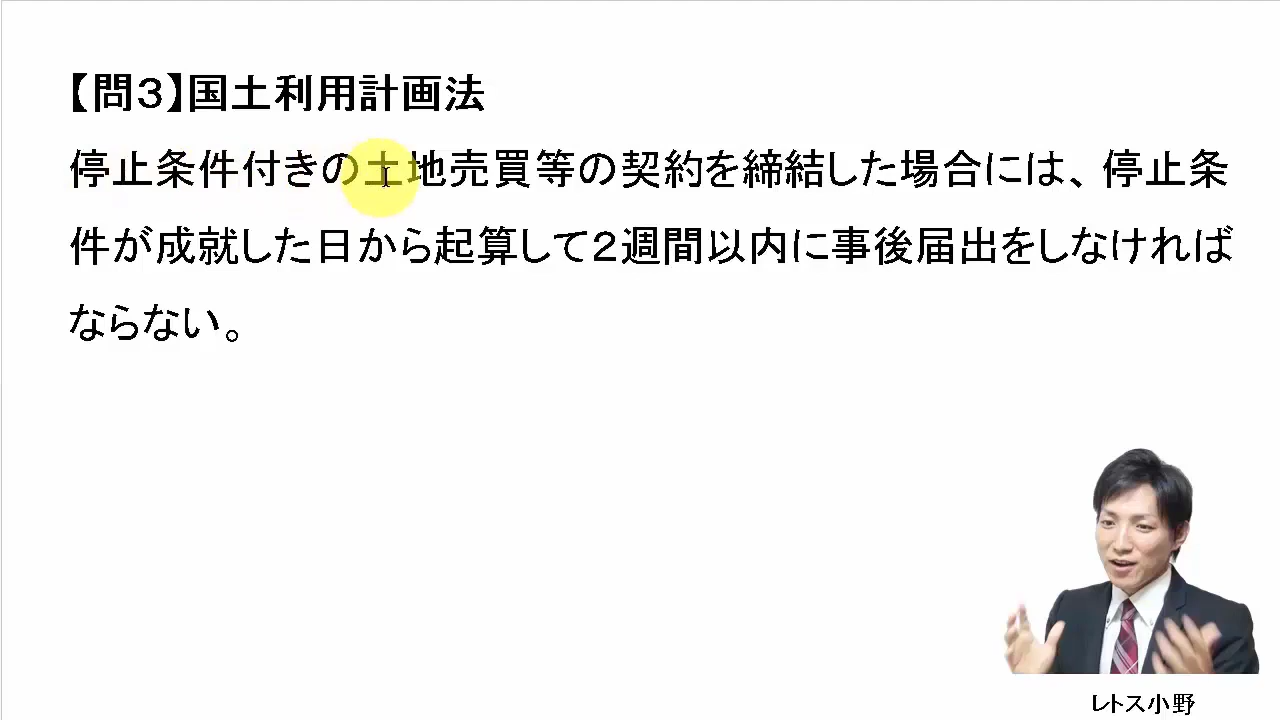 【問３】国土利用計画法
停止条件付きの土地売買等の契約を締結した場合には、停止条
件が成就した日から起算して２週間以内に事後届出をしなければ
ならない。
レトス小野